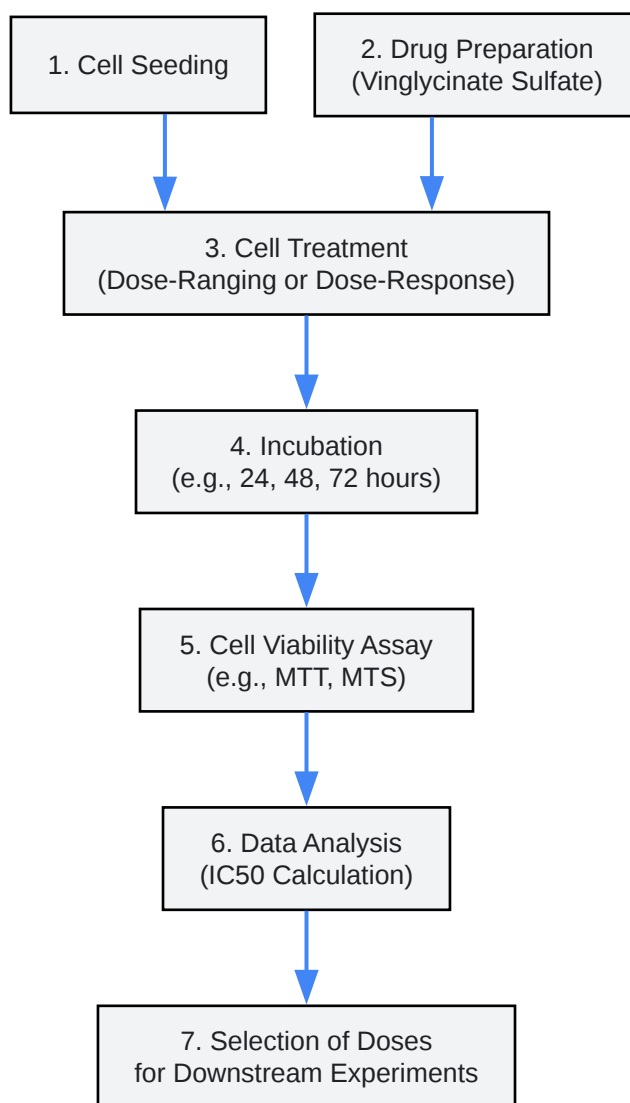 1. Cell Seeding
2. Drug Preparation
(Vinglycinate Sulfate)
3. Cell Treatment
(Dose-Ranging or Dose-Response)
4. Incubation
(e.g., 24, 48, 72 hours)
5. Cell Viability Assay
(e.g., MTT, MTS)
6. Data Analysis
(IC50 Calculation)
7. Selection of Doses
for Downstream Experiments